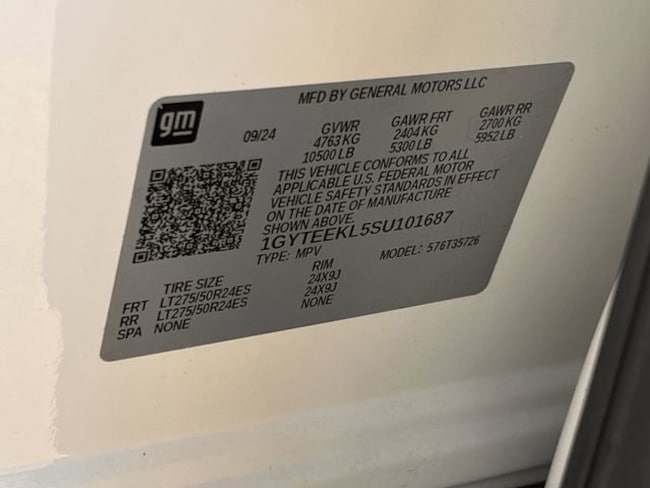 MFD BY GENERAL MOTORS LLC
gm
09/24 GVWR GAWR FRT GAWR RR
4763 KG 2404 KG 2700 KG
10500 LB 5300 LB 5952 LB
THIS VEHICLE CONFORMS TO ALL
APPLICABLE U.S. FEDERAL MOTOR
VEHICLE SAFETY STANDARDS IN EFFECT
ON THE DATE OF MANUFACTURE
SHOWN ABOVE.
1GYTEEKL5SU101687
TYPE: MPV MODEL: 576T35726
TIRE SIZE RIM
FRT LT275/50R24ES 24X9J
RR LT275/50R24ES 24X9J
SPA NONE NONE